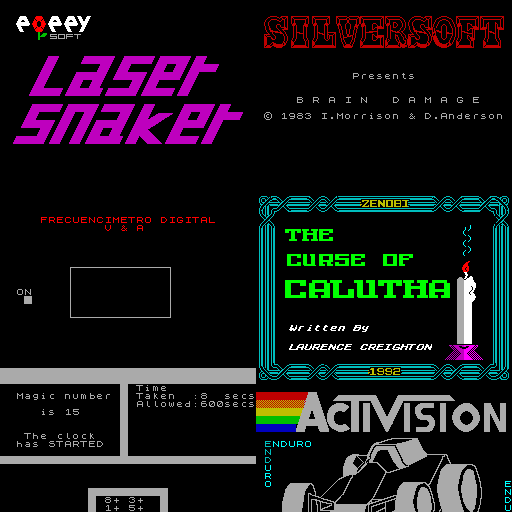 POPPY
SOFT
LASER
SNAKER
SILVERSOFT
Presents
BRAIN DAMAGE
© 1983 I.Morrison & D.Anderson
FRECUENCIMETRO DIGITAL
V & A
ON
ZENOBI
THE
CURSE OF
CALUTHA
Written By
LAURENCE CREIGHTON
1992
Magic number
is 15
The clock
has STARTED
Time
Taken :8 secs
Allowed:600secs
8+ 3+
1+ 5+
ACTIVISION
ENDURO
ENDURO
ENDU